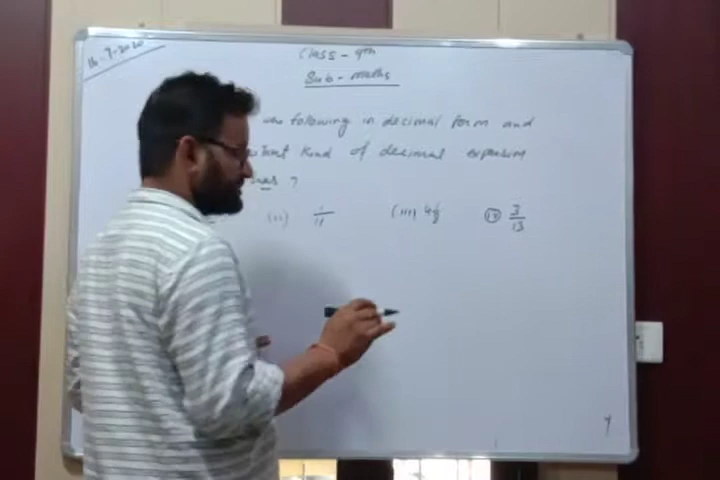 16-7-2020
Class - 9th
Sub - maths
following in decimal form and
kind of decimal expansion
has ?
(ii) 1/11 (iii) 4 1/8 (iv) 3/13